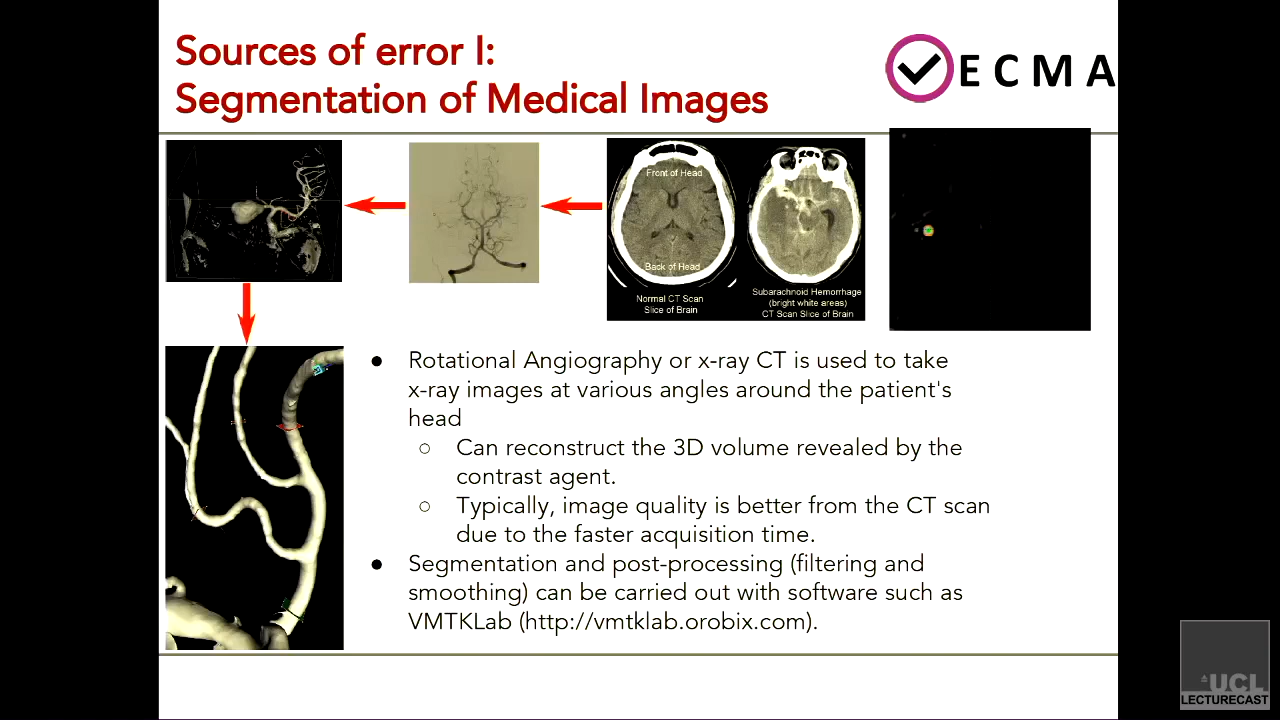 Sources of error I:
Segmentation of Medical Images
E C M A
Front of Head
Back of Head
Normal CT Scan
Slice of Brain
Subarachnoid Hemorrhage
(bright white areas)
CT Scan Slice of Brain
● Rotational Angiography or x-ray CT is used to take
x-ray images at various angles around the patient's
head
○ Can reconstruct the 3D volume revealed by the
contrast agent.
○ Typically, image quality is better from the CT scan
due to the faster acquisition time.
● Segmentation and post-processing (filtering and
smoothing) can be carried out with software such as
VMTKLab (http://vmtklab.orobix.com).
UCL
LECTURECAST